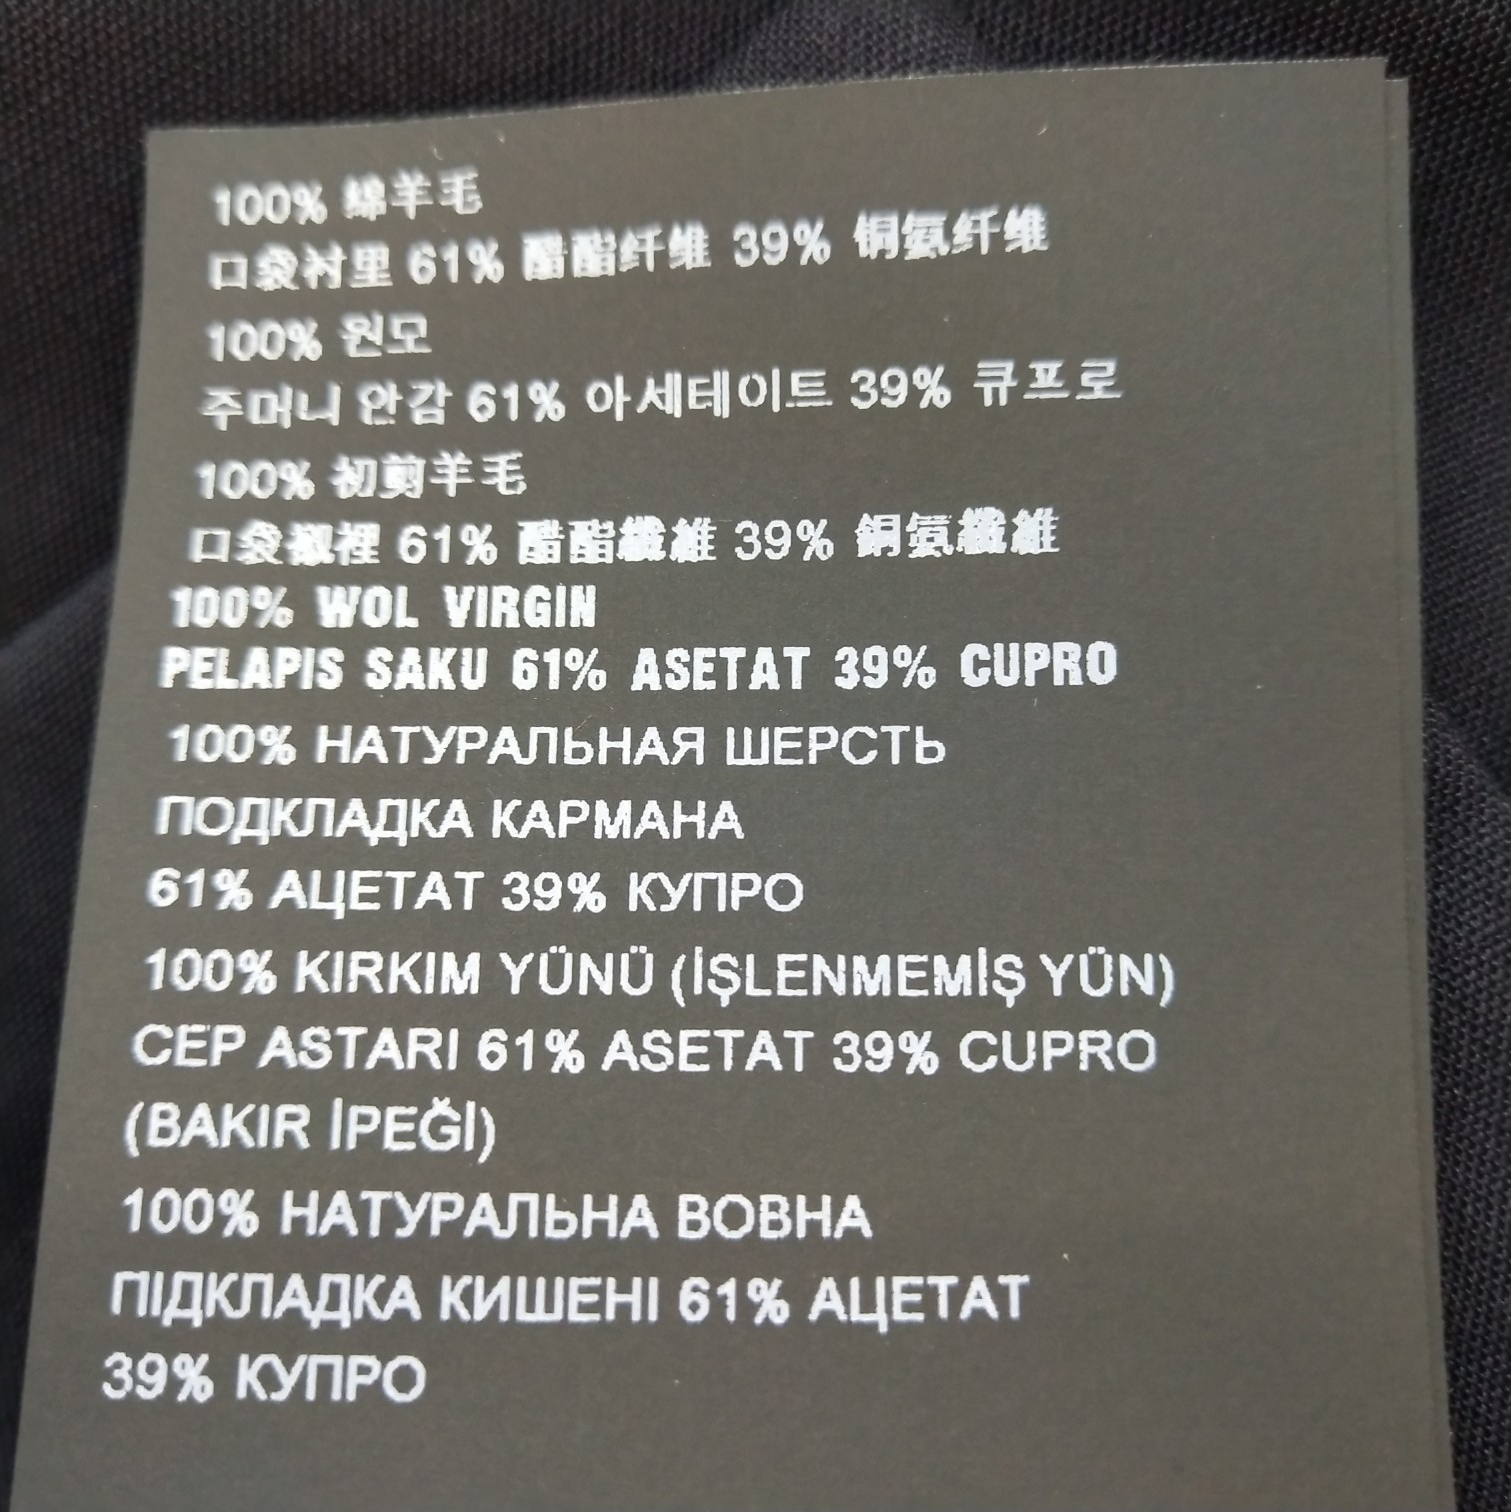 100% 綿羊毛
口袋衬里 61% 醋酯纤维 39% 铜氨纤维
100% 원모
주머니 안감 61% 아세테이트 39% 큐프로
100% 初剪羊毛
口袋襯裡 61% 醋酯纖維 39% 銅氨纖維
100% WOL VIRGIN
PELAPIS SAKU 61% ASETAT 39% CUPRO
100% НАТУРАЛЬНАЯ ШЕРСТЬ
ПОДКЛАДКА КАРМАНА
61% АЦЕТАТ 39% КУПРО
100% KIRKIM YÜNÜ (İŞLENMEMİŞ YÜN)
CEP ASTARI 61% ASETAT 39% CUPRO
(BAKIR İPEĞİ)
100% НАТУРАЛЬНА ВОВНА
ПІДКЛАДКА КИШЕНІ 61% АЦЕТАТ
39% КУПРО